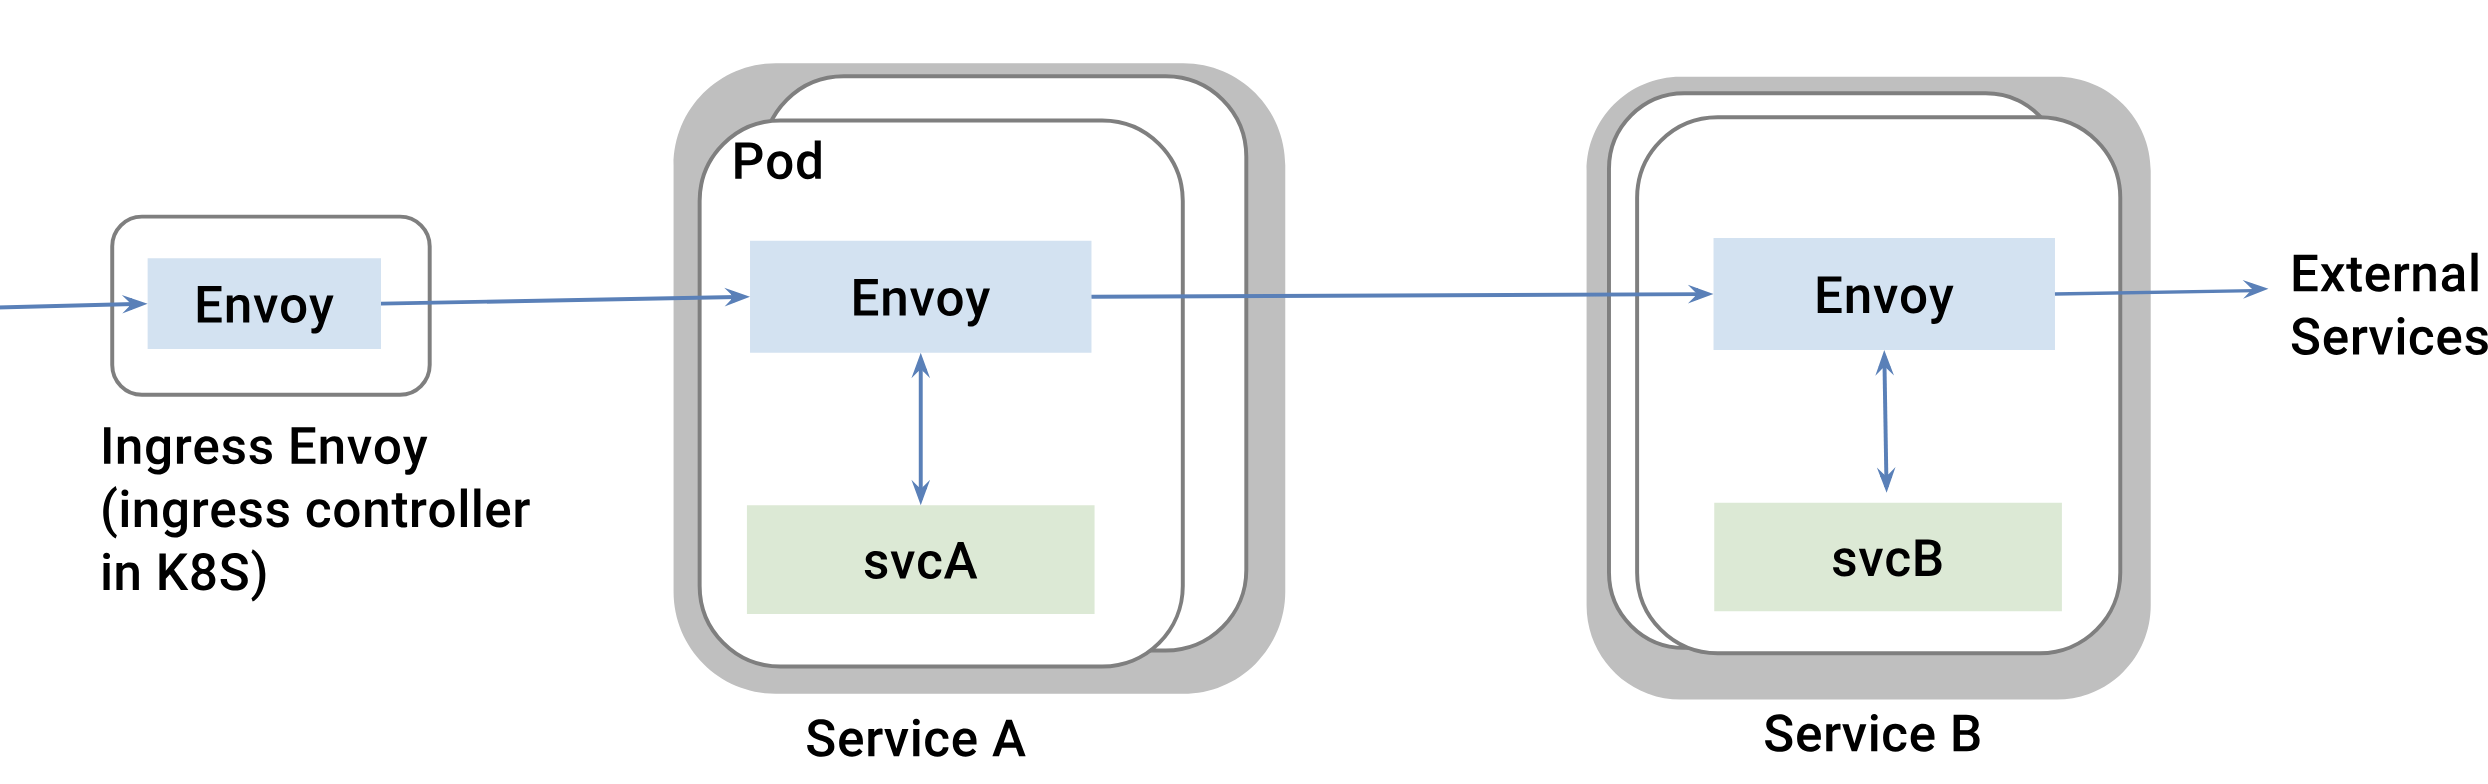 Pod
Envoy
Envoy
Envoy
External
Services
Ingress Envoy
(ingress controller
in K8S)
svcA
svcB
Service A
Service B